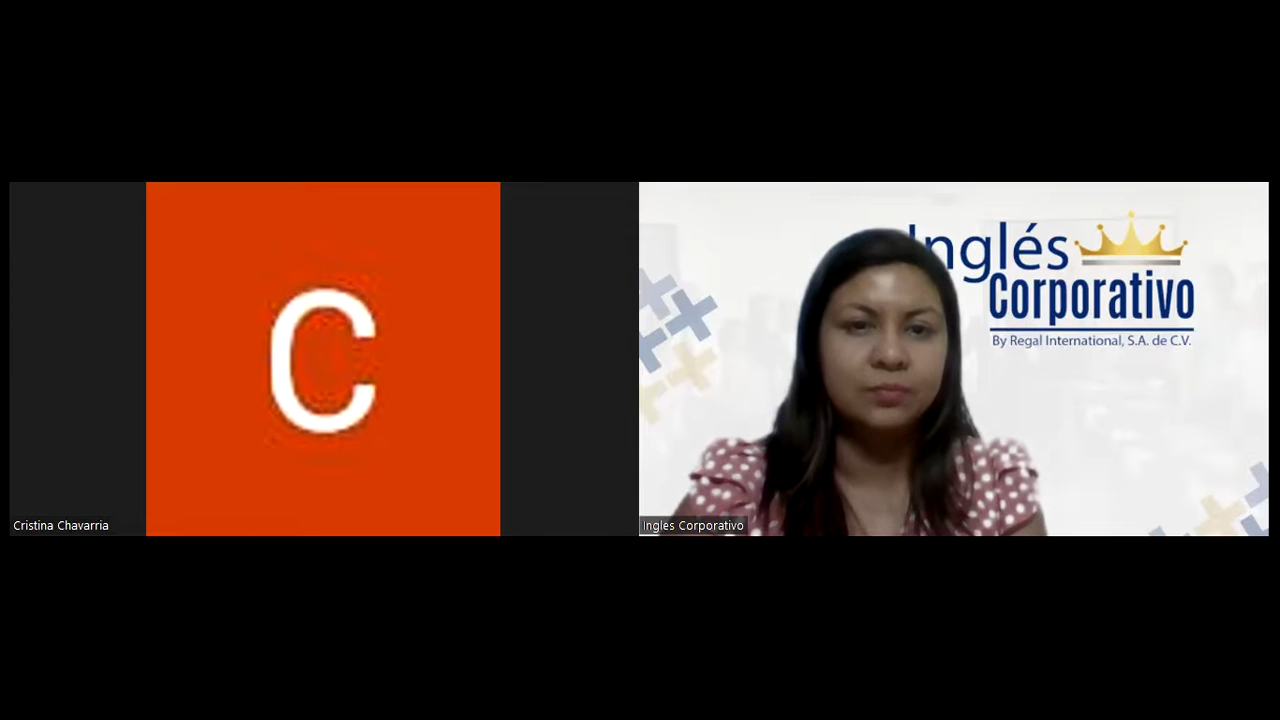 C
Cristina Chavarria
Inglés
Corporativo
By Regal International, S.A. de C.V.
Ingles Corporativo